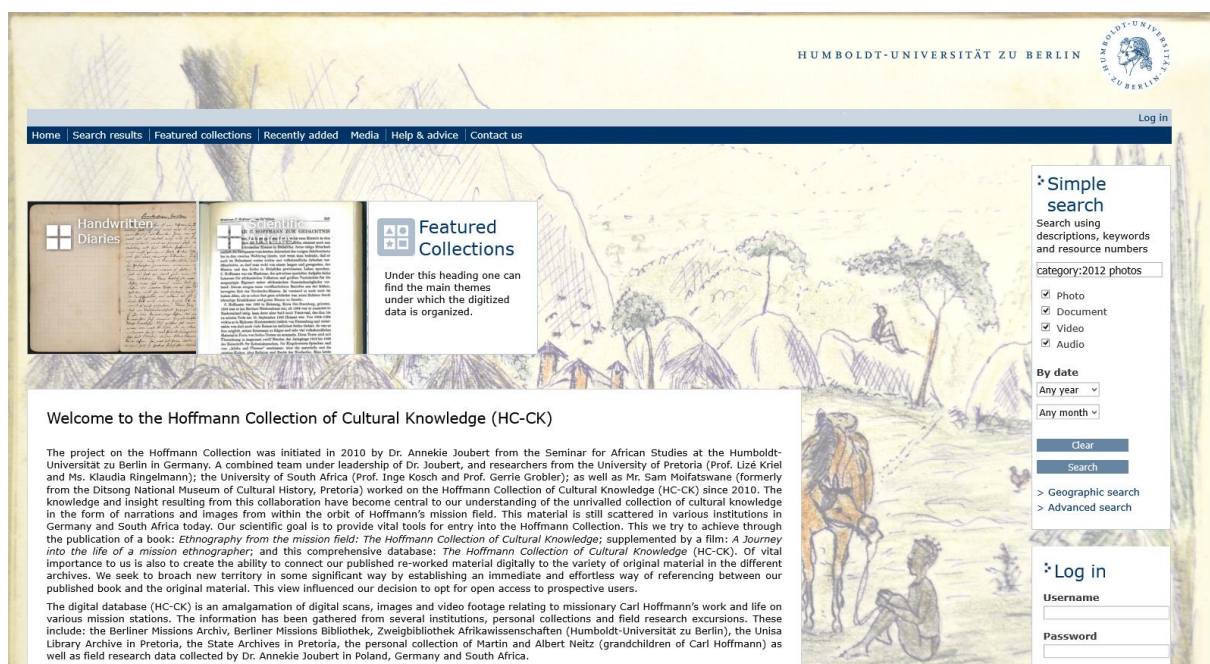 HUMBOLDT-UNIVERSITÄT ZU BERLIN
HUMBOLDT-UNIVERSITÄT
ZU BERLIN
Log in
Home | Search results | Featured collections | Recently added Media | Help & advice | Contact us
Handwritten
Diaries
Scientific
Featured
Collections
Under this heading one can
find the main themes
under which the digitized
data is organized.
Simple
search
Search using
descriptions, keywords
and resource numbers
category:2012 photos
Photo
Document
Video
Audio
By date
Any year
Any month
Clear
Search
> Geographic search
> Advanced search
Log in
Username
Password
Welcome to the Hoffmann Collection of Cultural Knowledge (HC-CK)
The project on the Hoffmann Collection was initiated in 2010 by Dr. Annekie Joubert from the Seminar for African Studies at the Humboldt-
Universität zu Berlin in Germany. A combined team under leadership of Dr. Joubert, and researchers from the University of Pretoria (Prof. Lizé Kriel
and Ms. Klaudia Ringelmann); the University of South Africa (Prof. Inge Kosch and Prof. Gerrie Grobler); as well as Mr. Sam Moifatswane (formerly
from the Ditsong National Museum of Cultural History, Pretoria) worked on the Hoffmann Collection of Cultural Knowledge (HC-CK) since 2010. The
knowledge and insight resulting from this collaboration have become central to our understanding of the unrivalled collection of cultural knowledge
in the form of narrations and images from within the orbit of Hoffmann's mission field. This material is still scattered in various institutions in
Germany and South Africa today. Our scientific goal is to provide vital tools for entry into the Hoffmann Collection. This we try to achieve through
the publication of a book: Ethnography from the mission field: The Hoffmann Collection of Cultural Knowledge; supplemented by a film: A Journey
into the life of a mission ethnographer; and this comprehensive database: The Hoffmann Collection of Cultural Knowledge (HC-CK). Of vital
importance to us is also to create the ability to connect our published re-worked material digitally to the variety of original material in the different
archives. We seek to broach new territory in some significant way by establishing an immediate and effortless way of referencing between our
published book and the original material. This view influenced our decision to opt for open access to prospective users.
The digital database (HC-CK) is an amalgamation of digital scans, images and video footage relating to missionary Carl Hoffmann's work and life on
various mission stations. The information has been gathered from several institutions, personal collections and field research excursions. These
include: the Berliner Missions Archiv, Berliner Missions Bibliothek, Zweigbibliothek Afrikawissenschaften (Humboldt-Universität zu Berlin), the Unisa
Library Archive in Pretoria, the State Archives in Pretoria, the personal collection of Martin and Albert Neitz (grandchildren of Carl Hoffmann) as
well as field research data collected by Dr. Annekie Joubert in Poland, Germany and South Africa.